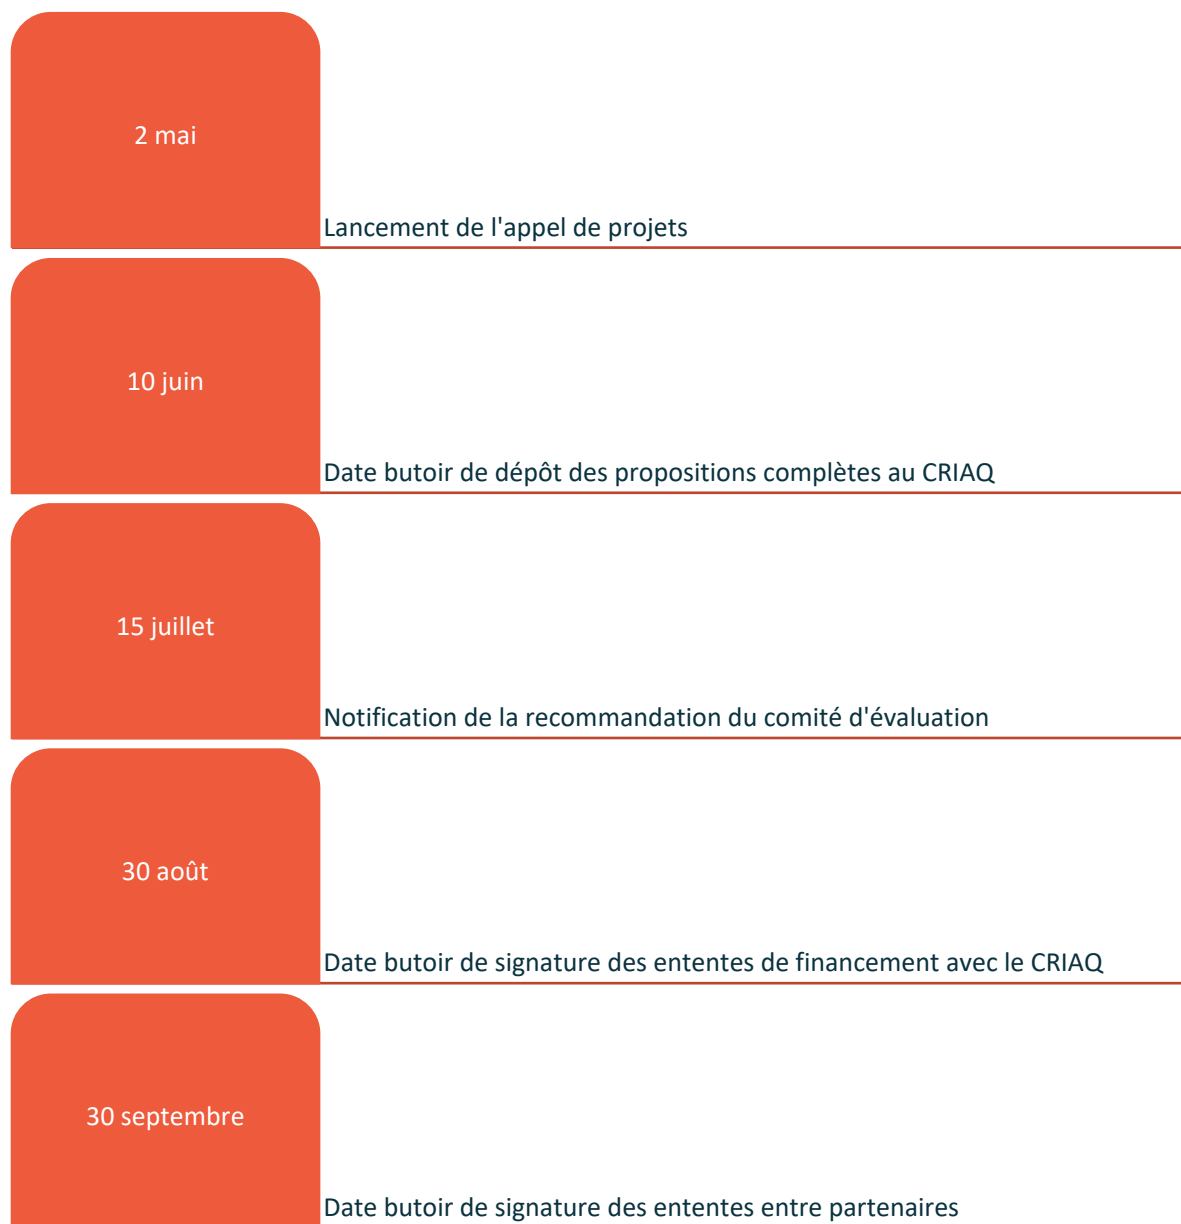 2 mai
Lancement de l'appel de projets
10 juin
Date butoir de dépôt des propositions complètes au CRIAQ
15 juillet
Notification de la recommandation du comité d'évaluation
30 août
Date butoir de signature des ententes de financement avec le CRIAQ
30 septembre
Date butoir de signature des ententes entre partenaires